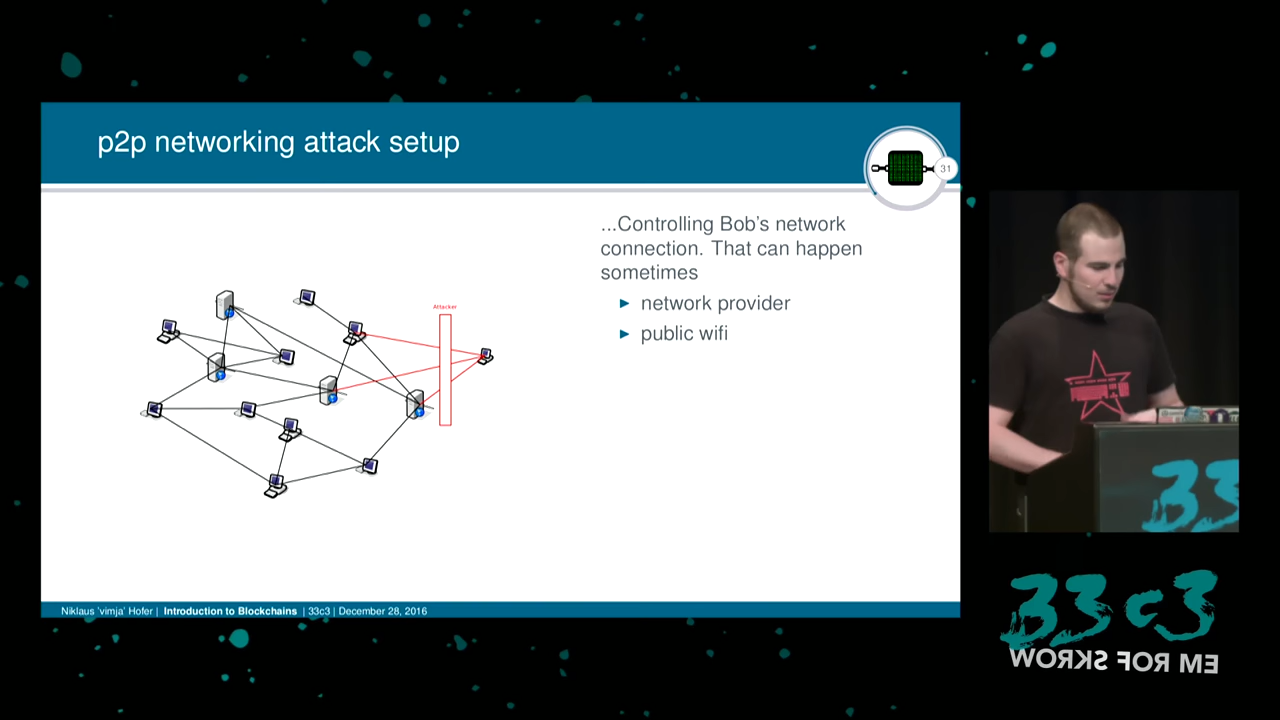 p2p networking attack setup
31
...Controlling Bob's network
connection. That can happen
sometimes
network provider
public wifi
Attacker
Niklaus 'vimja' Hofer | Introduction to Blockchains | 33c3 | December 28, 2016
33
33c3
WORKS FOR ME